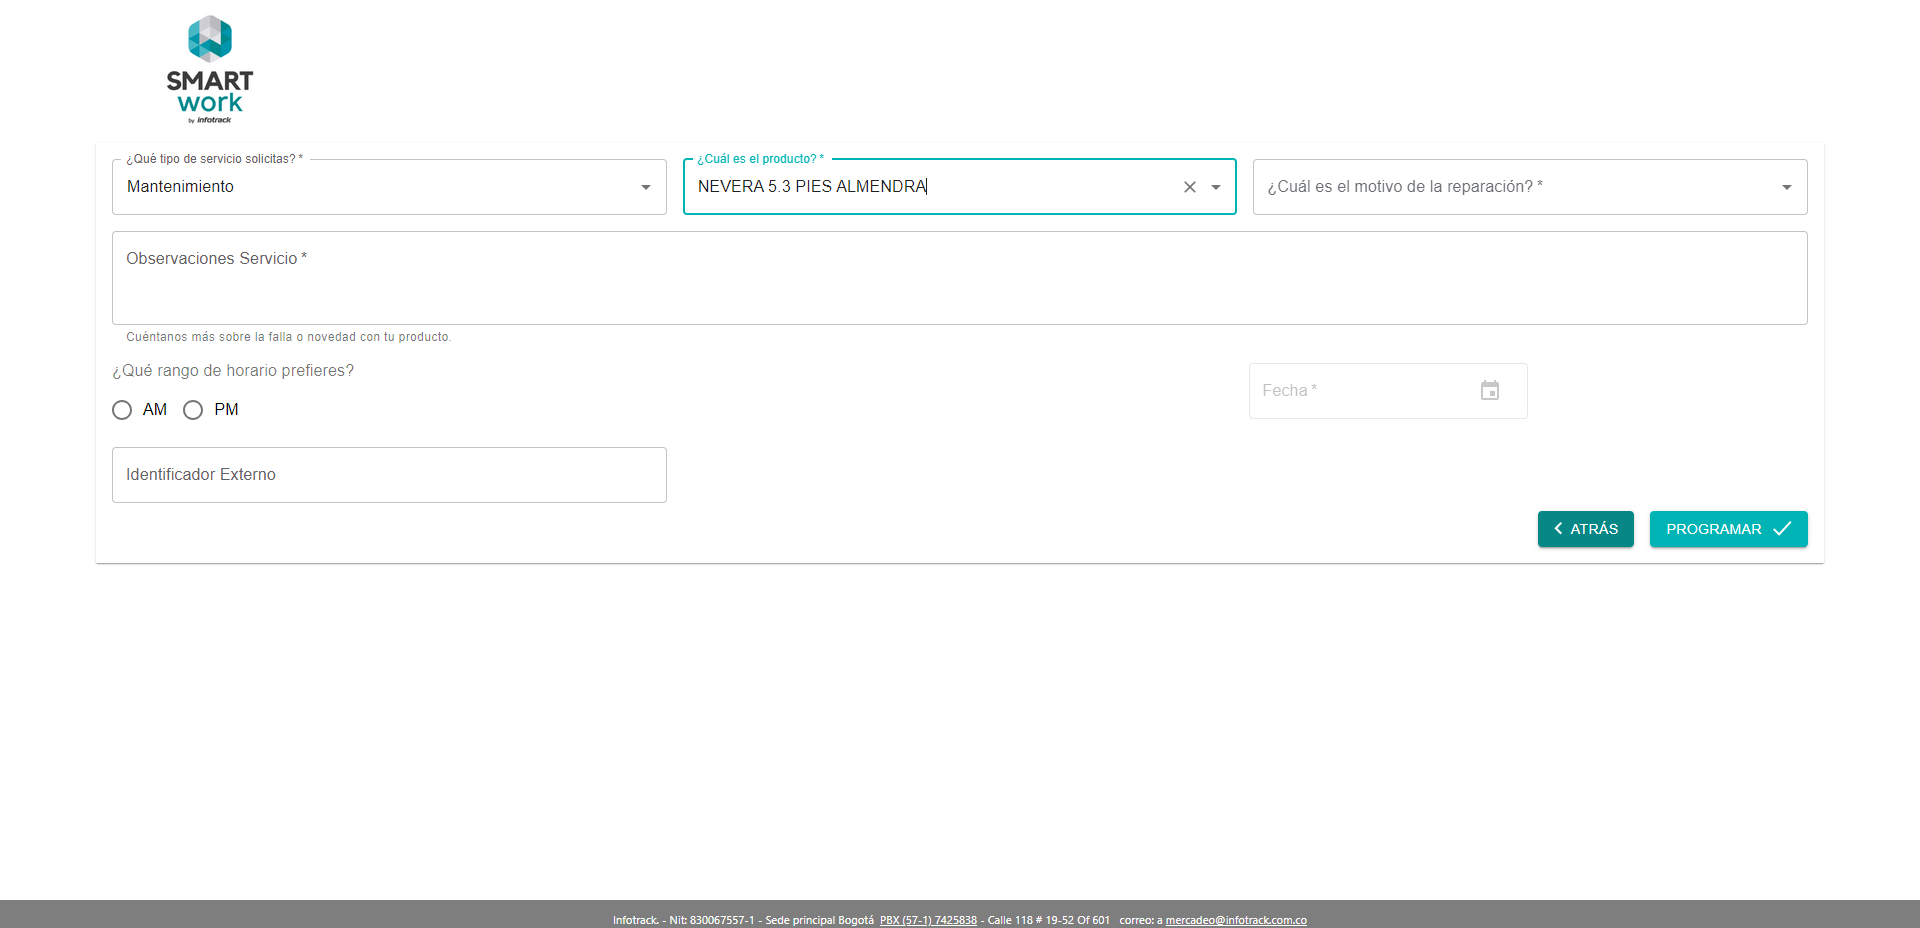 SMART
work
by infotrack
¿Qué tipo de servicio solicitas? *
Mantenimiento
¿Cuál es el producto? *
NEVERA 5.3 PIES ALMENDRA
¿Cuál es el motivo de la reparación? *
Observaciones Servicio *
Cuéntanos más sobre la falla o novedad con tu producto.
¿Qué rango de horario prefieres?
AM PM
Fecha *
Identificador Externo
ATRÁS
PROGRAMAR
Infotrack. - Nit: 830067557-1 - Sede principal Bogotá PBX (57-1) 7425838 - Calle 118 # 19-52 Of 601 correo: a mercadeo@infotrack.com.co